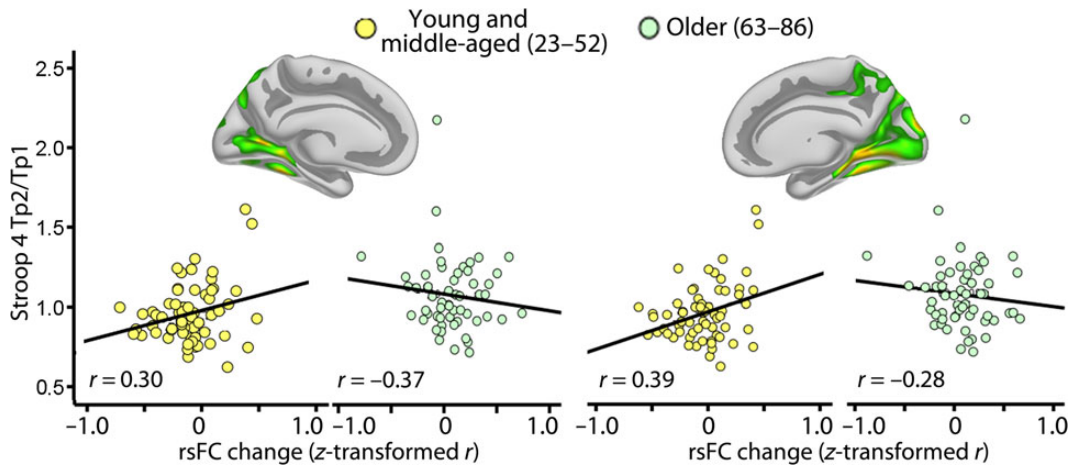 Young and
middle-aged (23–52)
Older (63–86)
Stroop 4 Tp2/Tp1
2.5
2.0
1.5
1.0
0.5
r = 0.30
r = –0.37
r = 0.39
r = –0.28
–1.0 0 1.0 –1.0 0 1.0 –1.0 0 1.0 –1.0 0 1.0
rsFC change (z-transformed r) rsFC change (z-transformed r)